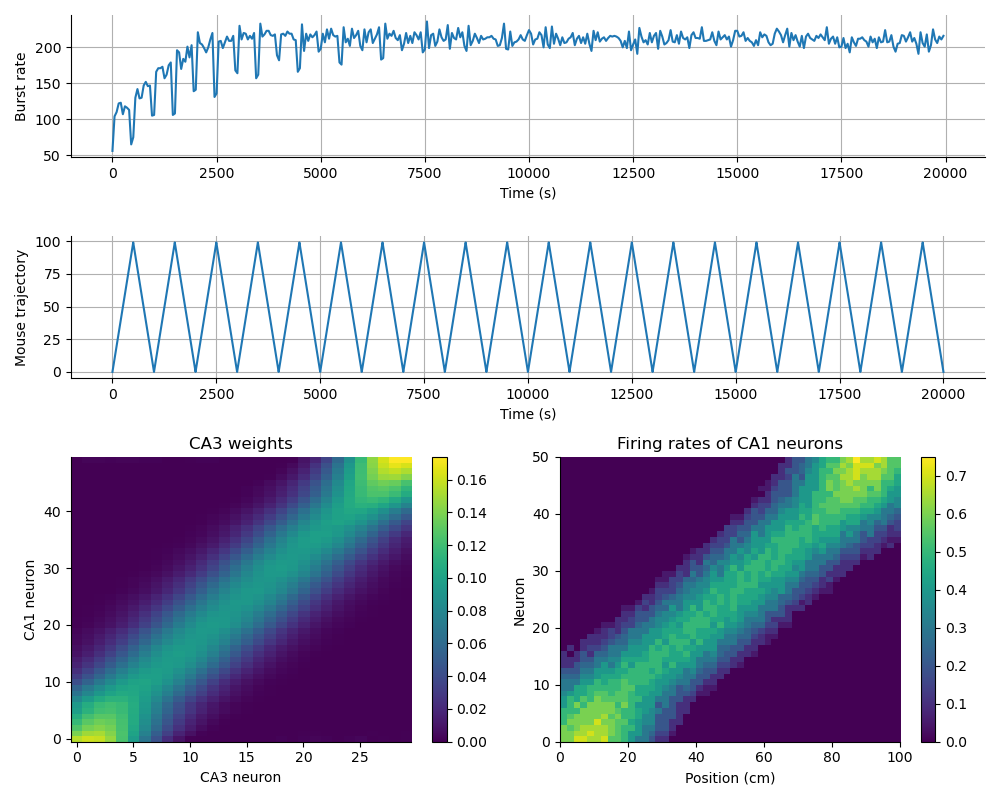 Burst rate
200
150
100
50
0 2500 5000 7500 10000 12500 15000 17500 20000
Time (s)
Mouse trajectory
100
75
50
25
0
0 2500 5000 7500 10000 12500 15000 17500 20000
Time (s)
CA3 weights
CA1 neuron
40
30
20
10
0
0 5 10 15 20 25
CA3 neuron
0.16
0.14
0.12
0.10
0.08
0.06
0.04
0.02
0.00
Firing rates of CA1 neurons
Neuron
50
40
30
20
10
0
0 20 40 60 80 100
Position (cm)
0.7
0.6
0.5
0.4
0.3
0.2
0.1
0.0